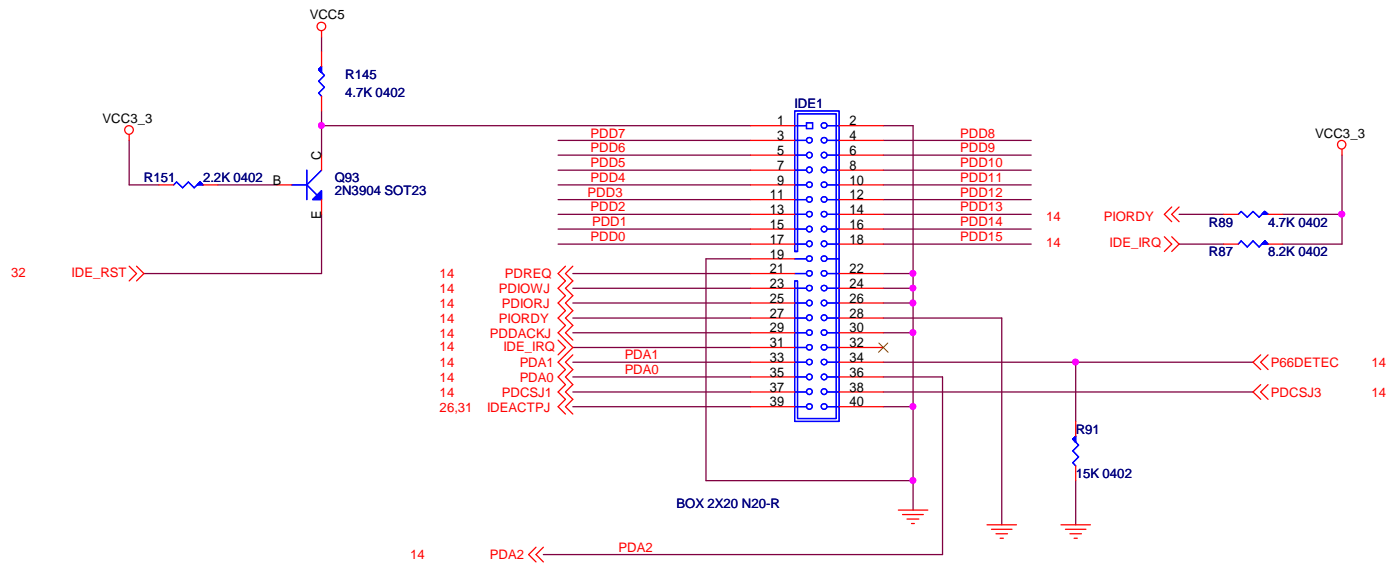 VCC5
R145
4.7K 0402
VCC3_3
C
R151 2.2K 0402 B
Q93
2N3904 SOT23
E
32 IDE_RST
IDE1
1 2
PDD7 3 4 PDD8
PDD6 5 6 PDD9
PDD5 7 8 PDD10
PDD4 9 10 PDD11
PDD3 11 12 PDD12
PDD2 13 14 PDD13
PDD1 15 16 PDD14
PDD0 17 18 PDD15
19
14 PDREQ 21 22
14 PDIOWJ 23 24
14 PDIORJ 25 26
14 PIORDY 27 28
14 PDDACKJ 29 30
14 IDE_IRQ 31 32
14 PDA1 PDA1 33 34 P66DETEC 14
14 PDA0 PDA0 35 36
14 PDCSJ1 37 38 PDCSJ3 14
26,31 IDEACTPJ 39 40
VCC3_3
14 PIORDY R89 4.7K 0402
14 IDE_IRQ R87 8.2K 0402
R91
15K 0402
BOX 2X20 N20-R
14 PDA2 PDA2